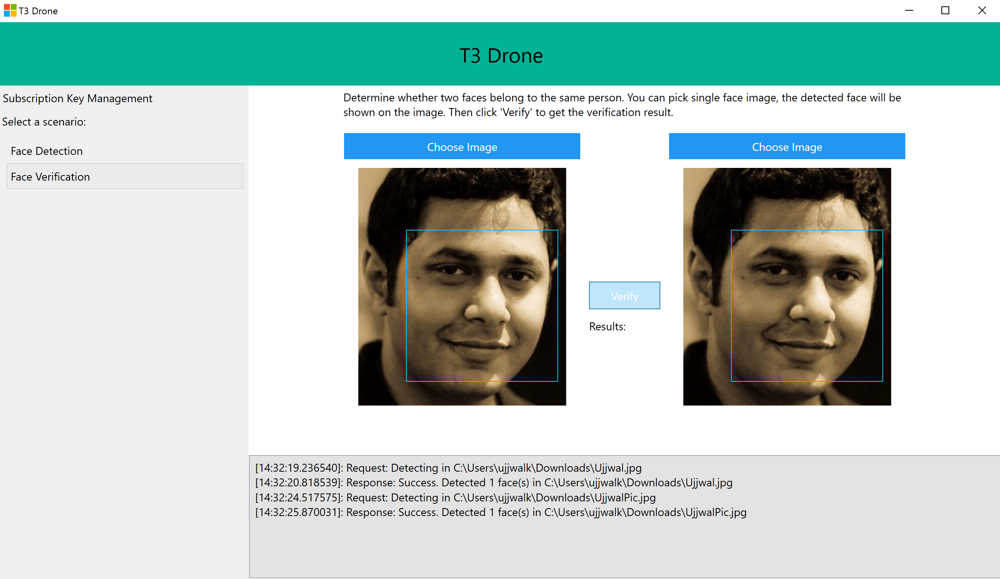 T3 Drone
T3 Drone
Subscription Key Management
Select a scenario:
Face Detection
Face Verification
Determine whether two faces belong to the same person. You can pick single face image, the detected face will be
shown on the image. Then click 'Verify' to get the verification result.
Choose Image
Choose Image
Verify
Results:
[14:32:19.236540]: Request: Detecting in C:\Users\ujjwalk\Downloads\Ujjwal.jpg
[14:32:20.818539]: Response: Success. Detected 1 face(s) in C:\Users\ujjwalk\Downloads\Ujjwal.jpg
[14:32:24.517575]: Request: Detecting in C:\Users\ujjwalk\Downloads\UjjwalPic.jpg
[14:32:25.870031]: Response: Success. Detected 1 face(s) in C:\Users\ujjwalk\Downloads\UjjwalPic.jpg